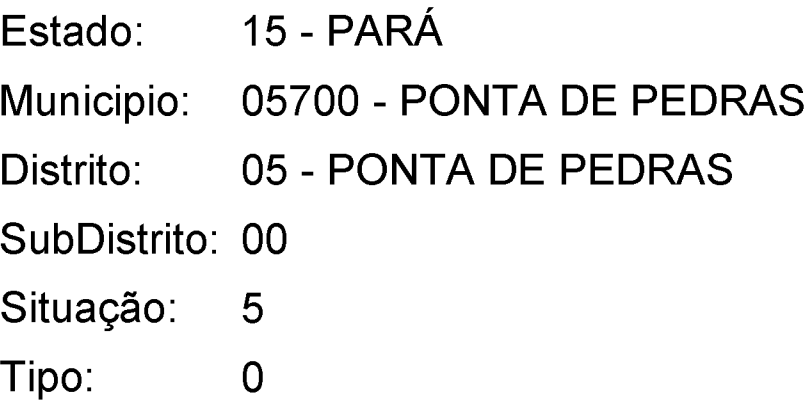 Estado: 15 - PARÁ
Municipio: 05700 - PONTA DE PEDRAS
Distrito: 05 - PONTA DE PEDRAS
SubDistrito: 00
Situação: 5
Tipo: 0